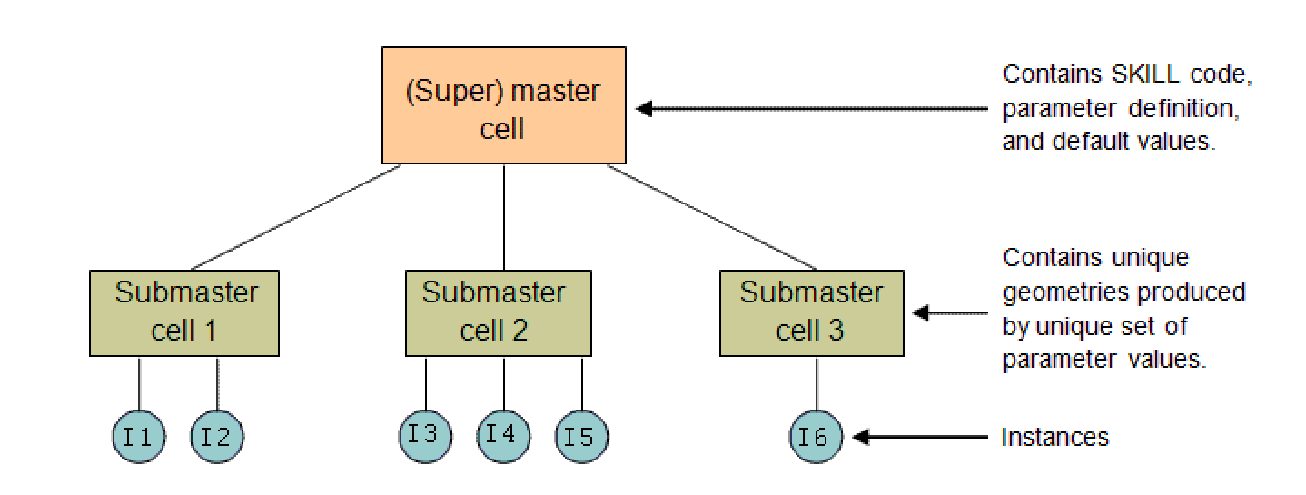 (Super) master
cell
Contains SKILL code,
parameter definition,
and default values.
Submaster
cell 1
Submaster
cell 2
Submaster
cell 3
Contains unique
geometries produced
by unique set of
parameter values.
I1
I2
I3
I4
I5
I6
Instances